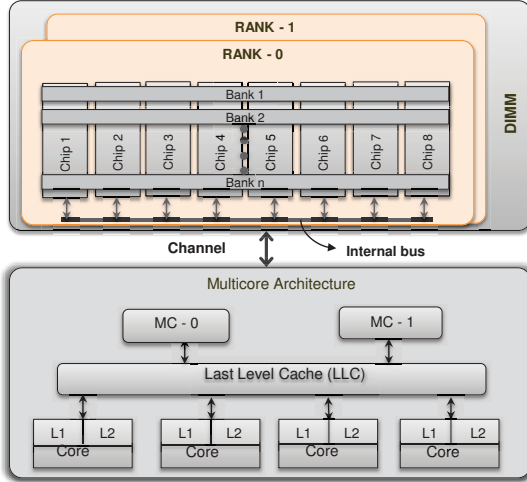 RANK - 1
RANK - 0
DIMM
Bank 1
Bank 2
Chip 1
Chip 2
Chip 3
Chip 4
Chip 5
Chip 6
Chip 7
Chip 8
Bank n
Channel
Internal bus
Multicore Architecture
MC - 0
MC - 1
Last Level Cache (LLC)
L1 L2 L1 L2 L1 L2 L1 L2
Core Core Core Core